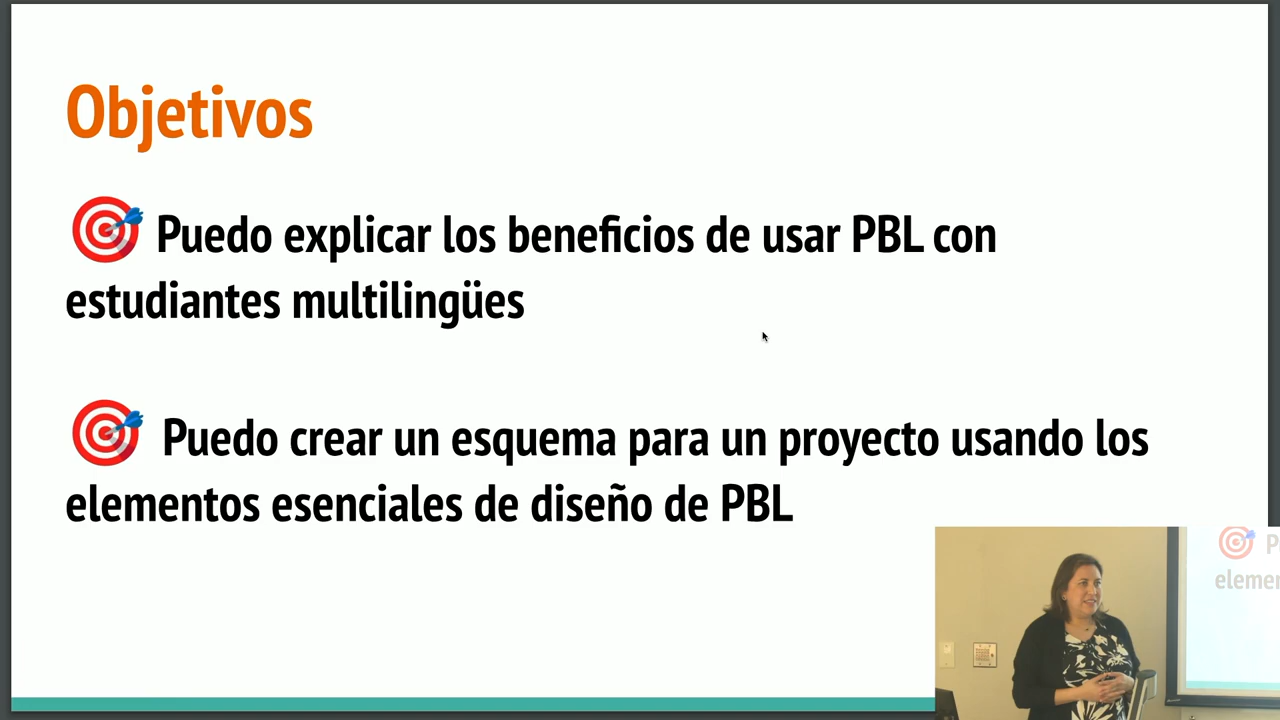 Objetivos
Puedo explicar los beneficios de usar PBL con
estudiantes multilingües
Puedo crear un esquema para un proyecto usando los
elementos esenciales de diseño de PBL